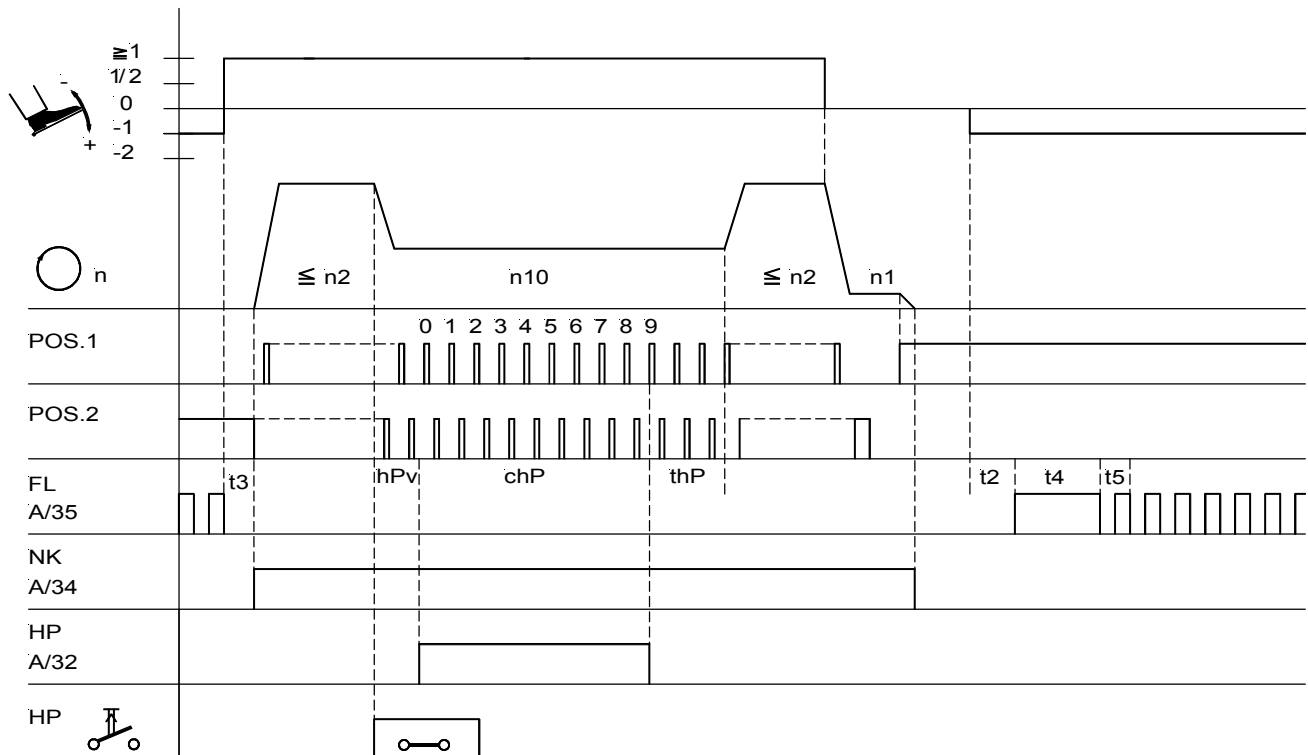 ≧1
1/2
0
-1
-2
-
+
n
≦ n2
n10
≦ n2
n1
POS.1
0 1 2 3 4 5 6 7 8 9
POS.2
hPv
chP
thP
FL
A/35
t3
t2
t4
t5
NK
A/34
HP
A/32
HP